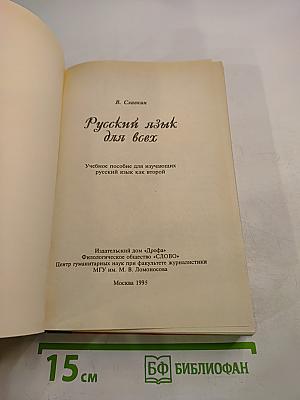 В. Славкин
Русский язык
для всех
Учебное пособие для изучающих
русский язык как второй
Издательский дом «Дрофа»
Филологическое общество «СЛОВО»
Центр гуманитарных наук при факультете журналистики
МГУ им. М. В. Ломоносова
Москва 1995
15 см
БФ БИБЛИОФАН